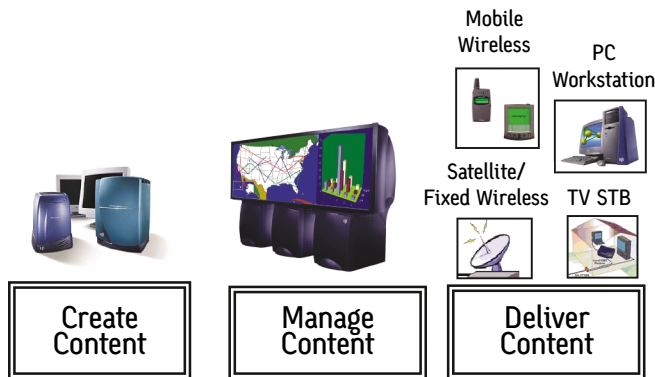 Mobile
Wireless
PC
Workstation
Satellite/
Fixed Wireless
TV STB
Create
Content
Manage
Content
Deliver
Content